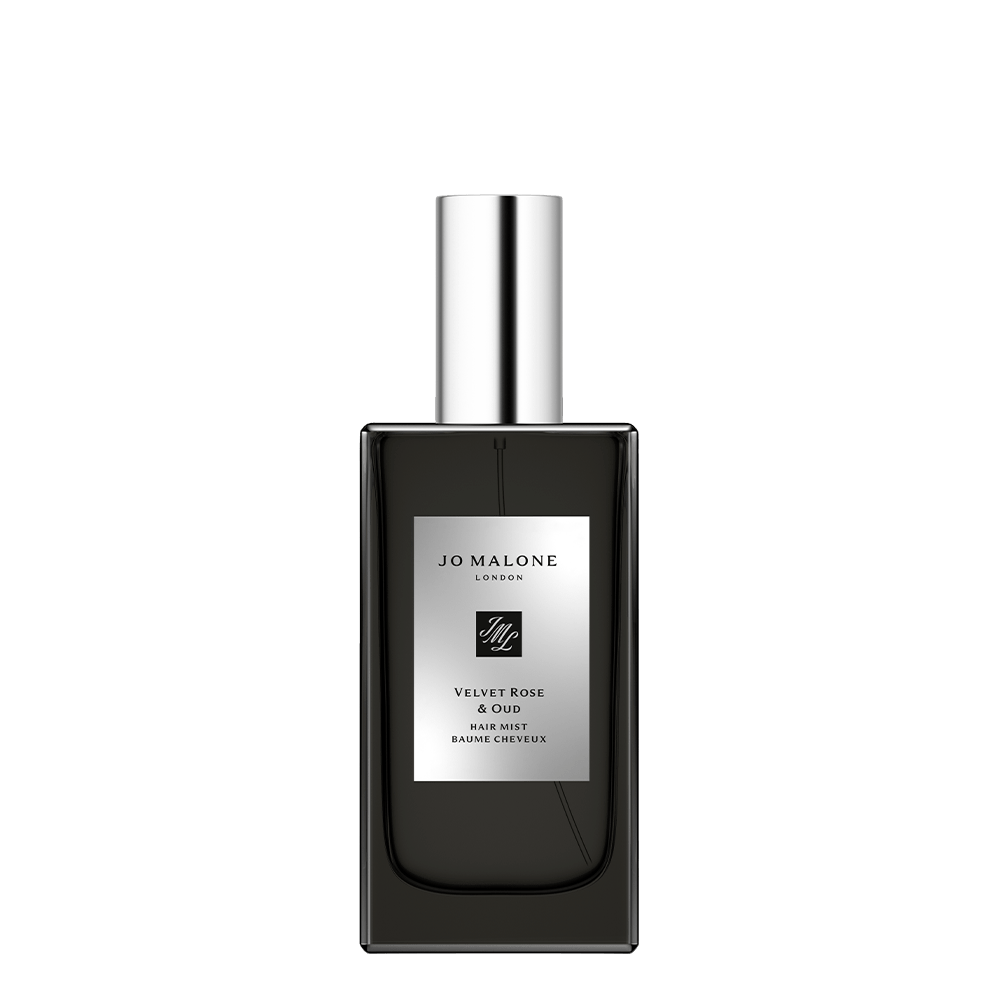 JO MALONE
LONDON
JML
VELVET ROSE
& OUD
HAIR MIST
BAUME CHEVEUX